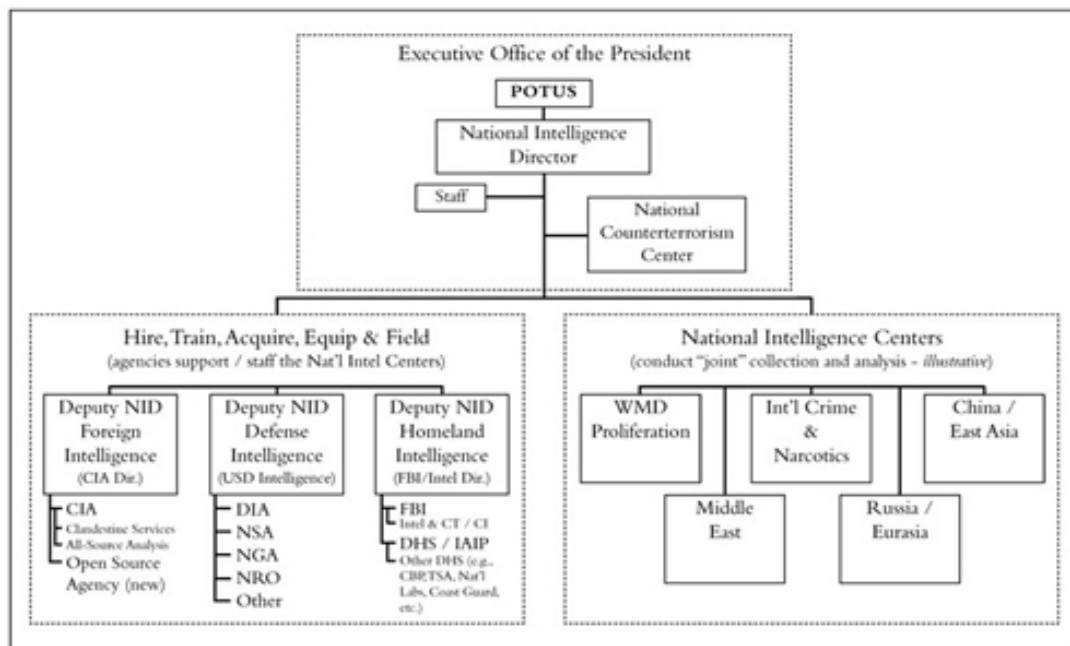 Executive Office of the President
POTUS
National Intelligence
Director
Staff
National
Counterterrorism
Center
Hire, Train, Acquire, Equip & Field
(agencies support / staff the Nat'l Intel Centers)
Deputy NID
Foreign
Intelligence
(CIA Dir.)
CIA
Clandestine Services
All-Source Analysis
Open Source
Agency (new)
Deputy NID
Defense
Intelligence
(USD Intelligence)
DIA
NSA
NGA
NRO
Other
Deputy NID
Homeland
Intelligence
(FBI/Intel Dir.)
FBI
Intel & CT / CI
DHS / IAIP
Other DHS (e.g.,
CBP,TSA, Nat'l
Labs, Coast Guard,
etc.)
National Intelligence Centers
(conduct "joint" collection and analysis – illustrative)
WMD
Proliferation
Int'l Crime
&
Narcotics
China /
East Asia
Middle
East
Russia /
Eurasia